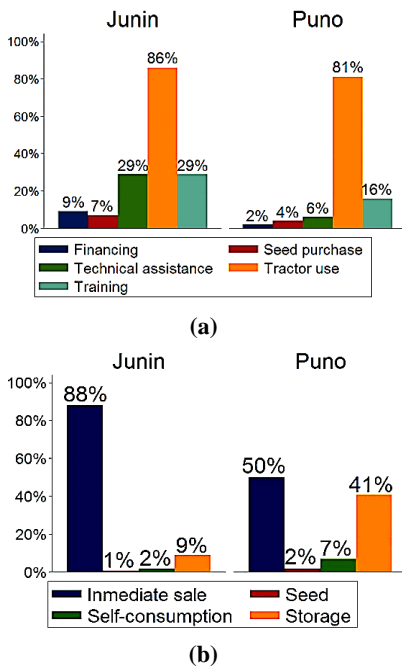 Junin Puno
100%
80%
60%
40%
20%
0%
9% 7% 29% 86% 29%
2% 4% 6% 81% 16%
Financing Seed purchase
Technical assistance Tractor use
Training
(a)
Junin Puno
100%
80%
60%
40%
20%
0%
88% 1% 2% 9%
50% 2% 7% 41%
Inmediate sale Seed
Self-consumption Storage
(b)